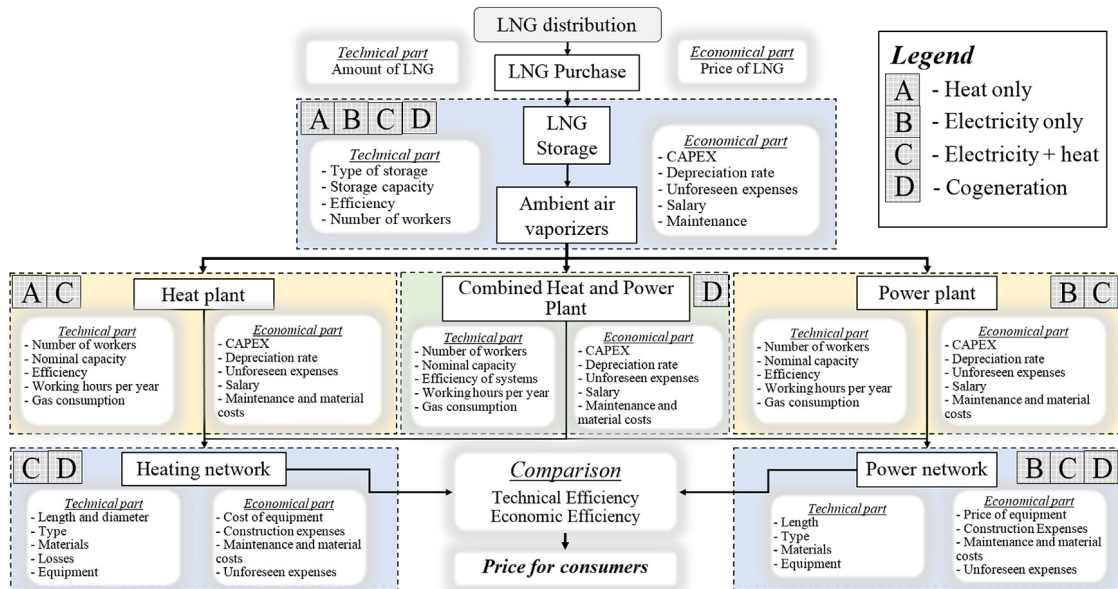 LNG distribution
Technical part
Amount of LNG
LNG Purchase
Economical part
Price of LNG
Legend
A - Heat only
B - Electricity only
C - Electricity + heat
D - Cogeneration
A B C D
LNG
Storage
Technical part
- Type of storage
- Storage capacity
- Efficiency
- Number of workers
Economical part
- CAPEX
- Depreciation rate
- Unforeseen expenses
- Salary
- Maintenance
Ambient air
vaporizers
A C
Heat plant
Technical part
- Number of workers
- Nominal capacity
- Efficiency
- Working hours per year
- Gas consumption
Economical part
- CAPEX
- Depreciation rate
- Unforeseen expenses
- Salary
- Maintenance and material
costs
Combined Heat and Power
Plant
D
Technical part
- Number of workers
- Nominal capacity
- Efficiency of systems
- Working hours per year
- Gas consumption
Economical part
- CAPEX
- Depreciation rate
- Unforeseen expenses
- Salary
- Maintenance and
material costs
Power plant
B C
Technical part
- Number of workers
- Nominal capacity
- Efficiency
- Working hours per year
- Gas consumption
Economical part
- CAPEX
- Depreciation rate
- Unforeseen expenses
- Salary
- Maintenance and material
costs
C D
Heating network
Technical part
- Length and diameter
- Type
- Materials
- Losses
- Equipment
Economical part
- Cost of equipment
- Construction expenses
- Maintenance and material
costs
- Unforeseen expenses
Comparison
Technical Efficiency
Economic Efficiency
Price for consumers
Power network
B C D
Technical part
- Length
- Type
- Materials
- Equipment
Economical part
- Price of equipment
- Construction Expenses
- Maintenance and material
costs
- Unforeseen expenses